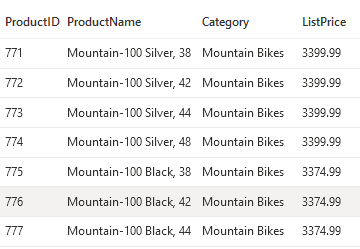 ProductID ProductName Category ListPrice
771 Mountain-100 Silver, 38 Mountain Bikes 3399.99
772 Mountain-100 Silver, 42 Mountain Bikes 3399.99
773 Mountain-100 Silver, 44 Mountain Bikes 3399.99
774 Mountain-100 Silver, 48 Mountain Bikes 3399.99
775 Mountain-100 Black, 38 Mountain Bikes 3374.99
776 Mountain-100 Black, 42 Mountain Bikes 3374.99
777 Mountain-100 Black, 44 Mountain Bikes 3374.99